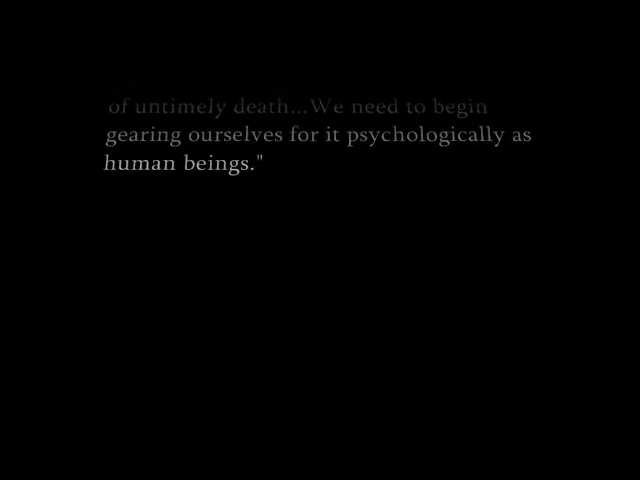 of untimely death...We need to begin
gearing ourselves for it psychologically as
human beings."